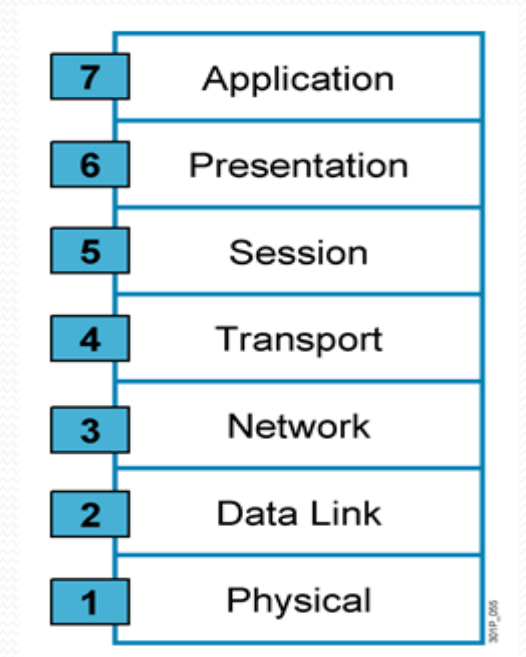 7 Application
6 Presentation
5 Session
4 Transport
3 Network
2 Data Link
1 Physical
301P_055